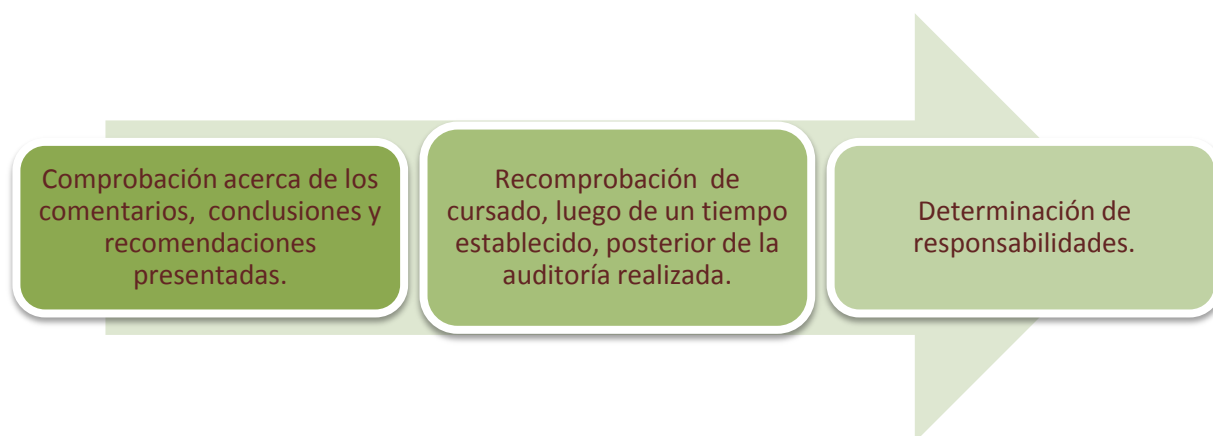 Comprobación acerca de los
comentarios, conclusiones y
recomendaciones
presentadas.
Recomprobación de
cursado, luego de un tiempo
establecido, posterior de la
auditoría realizada.
Determinación de
responsabilidades.